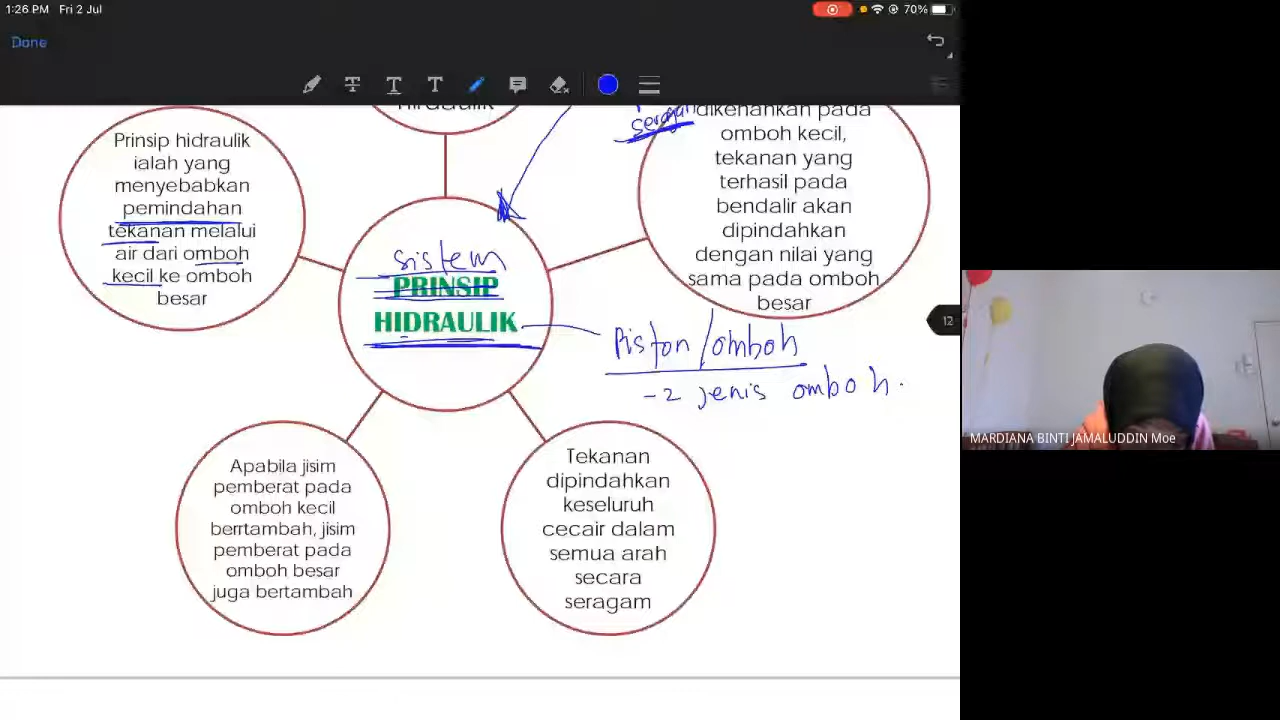 1:26 PM Fri 2 Jul
70%
Done
T
T
HIDRAULIK
Prinsip hidraulik
ialah yang
menyebabkan
pemindahan
tekanan melalui
air dari omboh
kecil ke omboh
besar
seragam
dikenankan pada
omboh kecil,
tekanan yang
terhasil pada
bendalir akan
dipindahkan
dengan nilai yang
sama pada omboh
besar
sistem
PRINSIP
HIDRAULIK
Piston/omboh
-2 jenis omboh.
12
Apabila jisim
pemberat pada
omboh kecil
berrtambah, jisim
pemberat pada
omboh besar
juga bertambah
Tekanan
dipindahkan
keseluruh
cecair dalam
semua arah
secara
seragam
MARDIANA BINTI JAMALUDDIN Moe